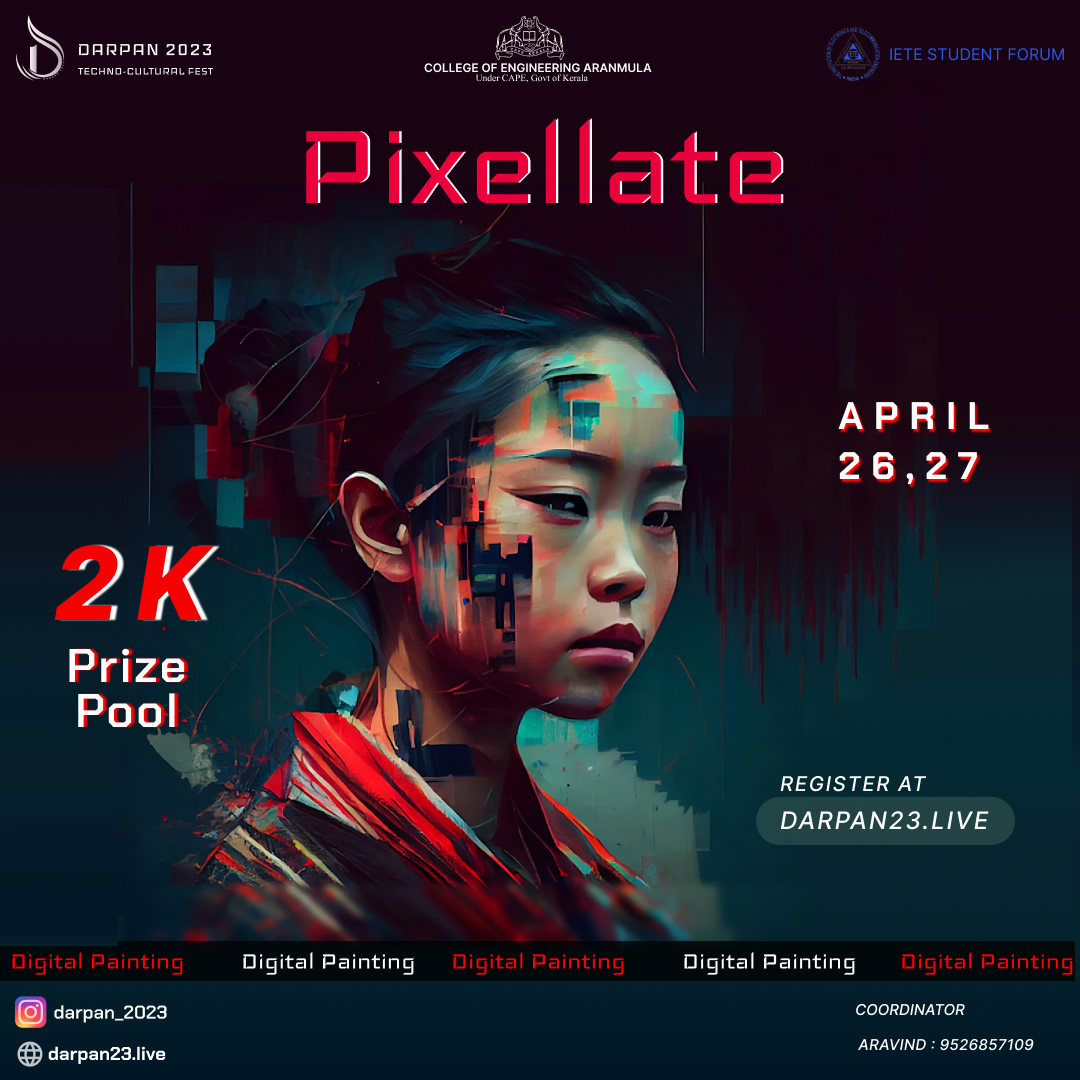 DARPAN 2023
TECHNO-CULTURAL FEST
COLLEGE OF ENGINEERING ARANMULA
Under CAPE, Govt of Kerala
IETE STUDENT FORUM
Pixellate
APRIL
26,27
2K
Prize
Pool
REGISTER AT
DARPAN23.LIVE
Digital Painting Digital Painting Digital Painting Digital Painting Digital Painting
darpan_2023
darpan23.live
COORDINATOR
ARAVIND : 9526857109